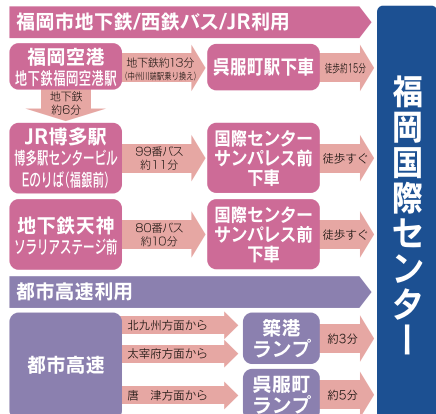 福岡市地下鉄/西鉄バス/JR利用
福岡空港
地下鉄福岡空港駅
地下鉄約13分
(中州川端駅乗り換え)
呉服町駅下車
徒歩約15分
地下鉄
約6分
JR博多駅
博多駅センタービル
Eのりば(福銀前)
99番バス
約11分
国際センター
サンパレス前
下車
徒歩すぐ
地下鉄天神
ソラリアステージ前
80番バス
約10分
国際センター
サンパレス前
下車
徒歩すぐ
都市高速利用
都市高速
北九州方面から
太宰府方面から
築港
ランプ
約3分
唐 津方面から
呉服町
ランプ
約5分
福岡国際センター